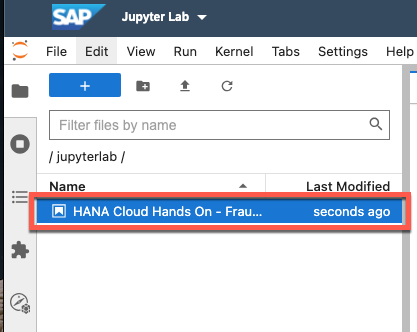 SAP Jupyter Lab
File Edit View Run Kernel Tabs Settings Help
+
Filter files by name
/ jupyterlab /
Name Last Modified
HANA Cloud Hands On - Frau... seconds ago